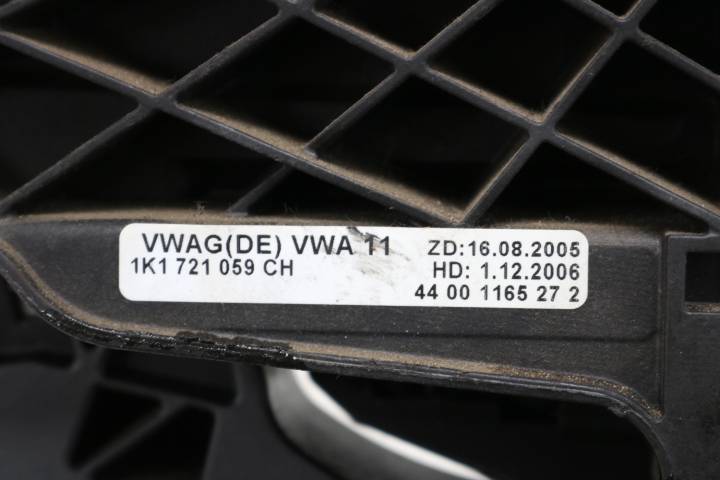 VWAG(DE) VWA 11 ZD:16.08.2005
1K1 721 059 CH HD: 1.12.2006
44 00 1165 27 2